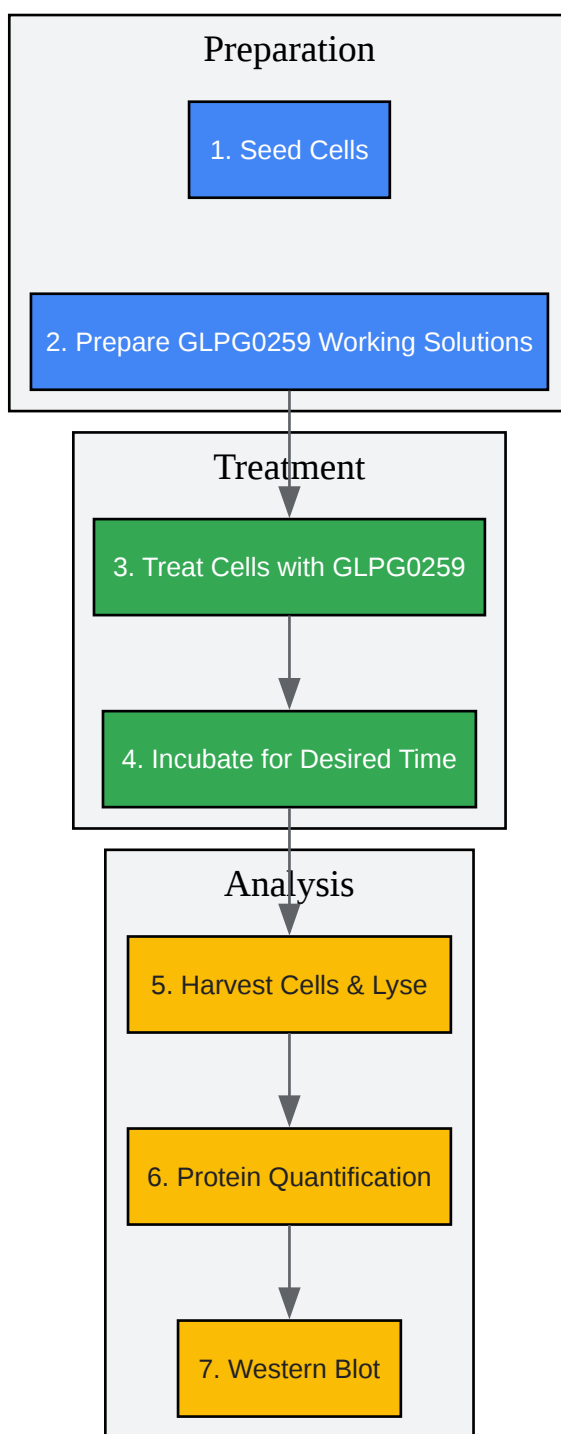 Preparation
1. Seed Cells
2. Prepare GLPG0259 Working Solutions
Treatment
3. Treat Cells with GLPG0259
4. Incubate for Desired Time
Analysis
5. Harvest Cells & Lyse
6. Protein Quantification
7. Western Blot